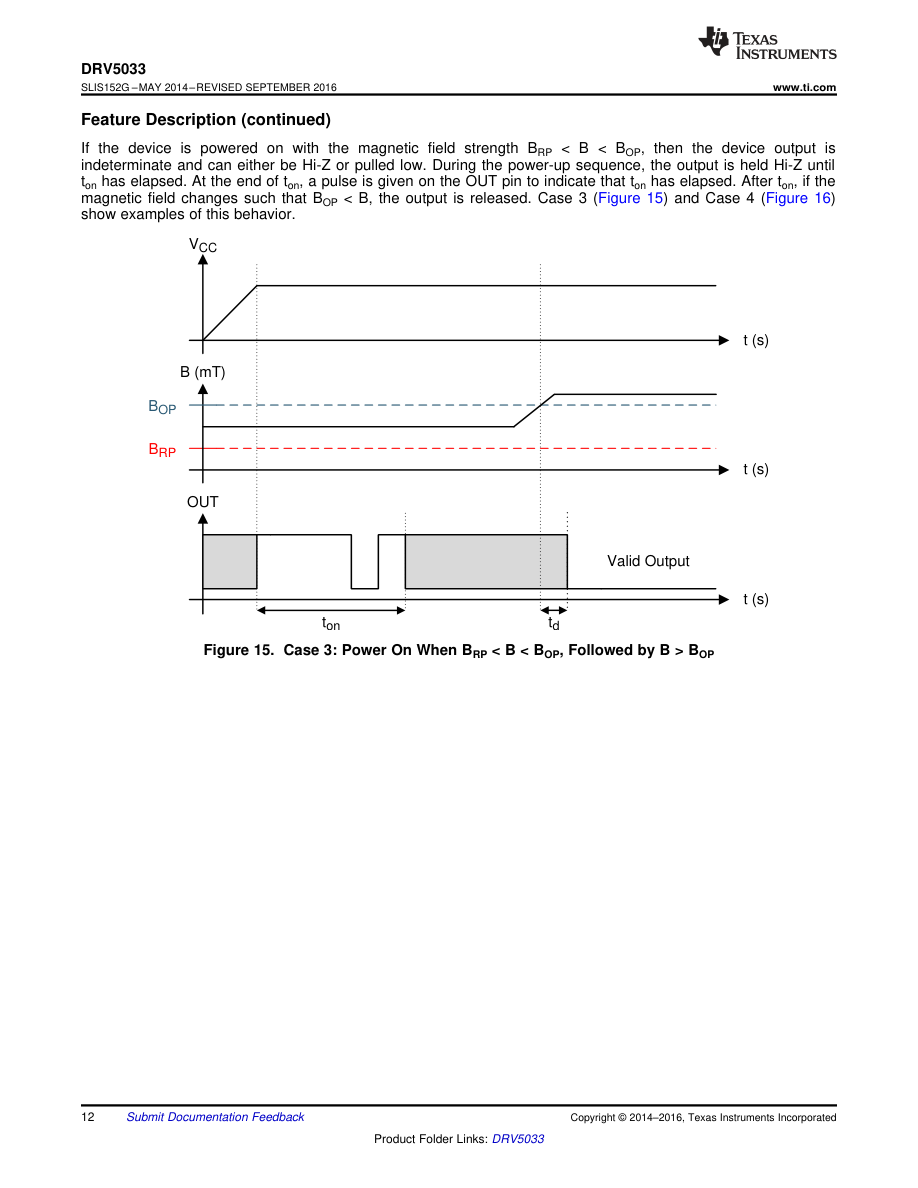 TEXAS
INSTRUMENTS
DRV5033
SLIS152G – MAY 2014 – REVISED SEPTEMBER 2016
www.ti.com
Feature Description (continued)
If the device is powered on with the magnetic field strength BRP < B < BOP, then the device output is
indeterminate and can either be Hi-Z or pulled low. During the power-up sequence, the output is held Hi-Z until
ton has elapsed. At the end of ton, a pulse is given on the OUT pin to indicate that ton has elapsed. After ton, if the
magnetic field changes such that BOP < B, the output is released. Case 3 (Figure 15) and Case 4 (Figure 16)
show examples of this behavior.
VCC
t (s)
B (mT)
BOP
BRP
t (s)
OUT
Valid Output
t (s)
ton
td
Figure 15. Case 3: Power On When BRP < B < BOP, Followed by B > BOP
12
Submit Documentation Feedback
Copyright © 2014–2016, Texas Instruments Incorporated
Product Folder Links: DRV5033